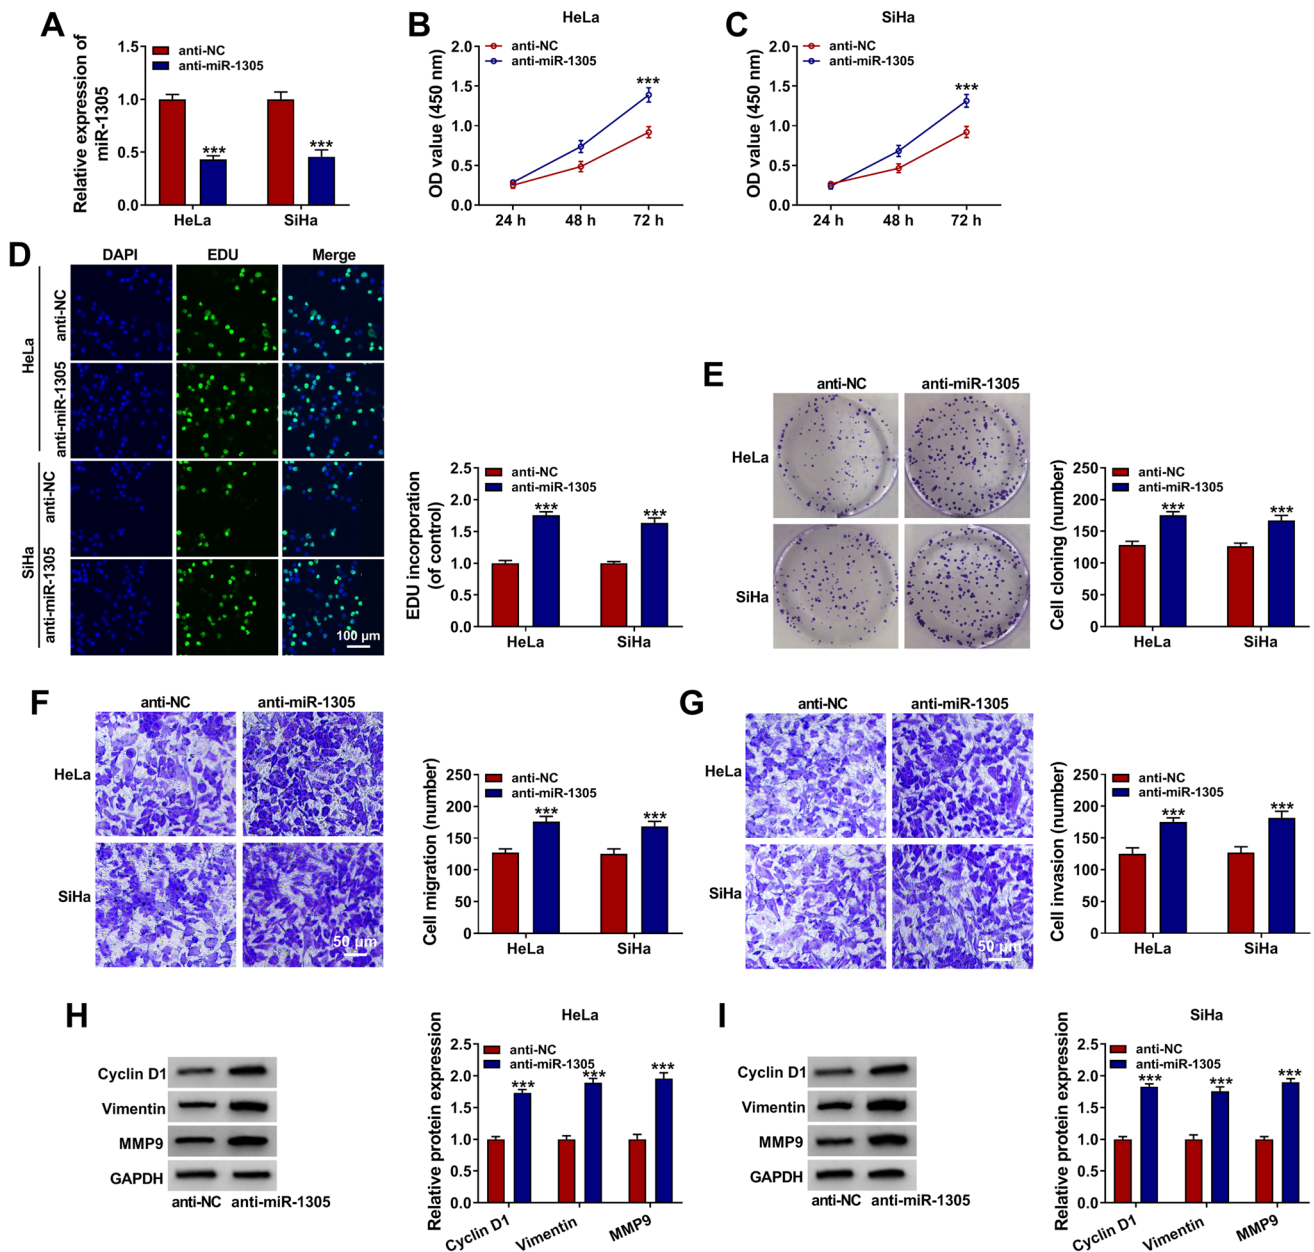 A
Relative expression of
miR-1305
1.5
1.0
0.5
0.0
anti-NC
anti-miR-1305
***
***
HeLa
SiHa
B
HeLa
OD value (450 nm)
2.0
1.5
1.0
0.5
0.0
anti-NC
anti-miR-1305
***
24 h
48 h
72 h
C
SiHa
OD value (450 nm)
2.0
1.5
1.0
0.5
0.0
anti-NC
anti-miR-1305
***
24 h
48 h
72 h
D
DAPI
EDU
Merge
HeLa
anti-NC
anti-miR-1305
SiHa
anti-NC
anti-miR-1305
100 μm
EDU incorporation
(of control)
2.5
2.0
1.5
1.0
0.5
0.0
anti-NC
anti-miR-1305
***
***
HeLa
SiHa
E
anti-NC
anti-miR-1305
HeLa
SiHa
Cell cloning (number)
250
200
150
100
50
0
anti-NC
anti-miR-1305
***
***
HeLa
SiHa
F
anti-NC
anti-miR-1305
HeLa
SiHa
50 μm
Cell migration (number)
250
200
150
100
50
0
anti-NC
anti-miR-1305
***
***
HeLa
SiHa
G
anti-NC
anti-miR-1305
HeLa
SiHa
50 μm
Cell invasion (number)
250
200
150
100
50
0
anti-NC
anti-miR-1305
***
***
HeLa
SiHa
H
Cyclin D1
Vimentin
MMP9
GAPDH
anti-NC
anti-miR-1305
HeLa
Relative protein expression
2.5
2.0
1.5
1.0
0.5
0.0
anti-NC
anti-miR-1305
***
***
***
Cyclin D1
Vimentin
MMP9
I
Cyclin D1
Vimentin
MMP9
GAPDH
anti-NC
anti-miR-1305
SiHa
Relative protein expression
2.5
2.0
1.5
1.0
0.5
0.0
anti-NC
anti-miR-1305
***
***
***
Cyclin D1
Vimentin
MMP9